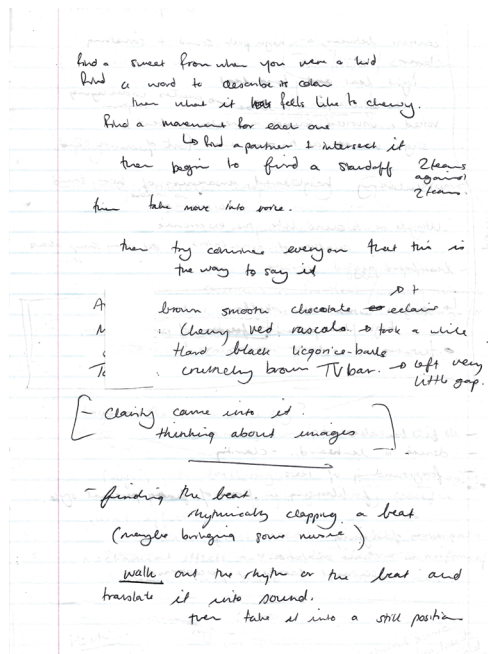 find a sweet from when you were a kid
find a word to describe its colour
then what it feels like to chewy.
find a movement for each one
↳ find a partner + intersect it
then begin to find a standoff 2 teams against 2 teams.
then take move into voice.
then try convince everyone that this is
the way to say it
A brown smooth chocolate eclairs
M : Chewy red rascals → took a while
Hard black licqorice-barks
To : crunchy brown TV bar. → left very little gap.
[- Clarity came into it.
thinking about images]
- finding the beat.
rhythmically clapping a beat
(maybe bringing some music)
walk out the rhythm or the beat and
translate it into sound.
then take it into a still position